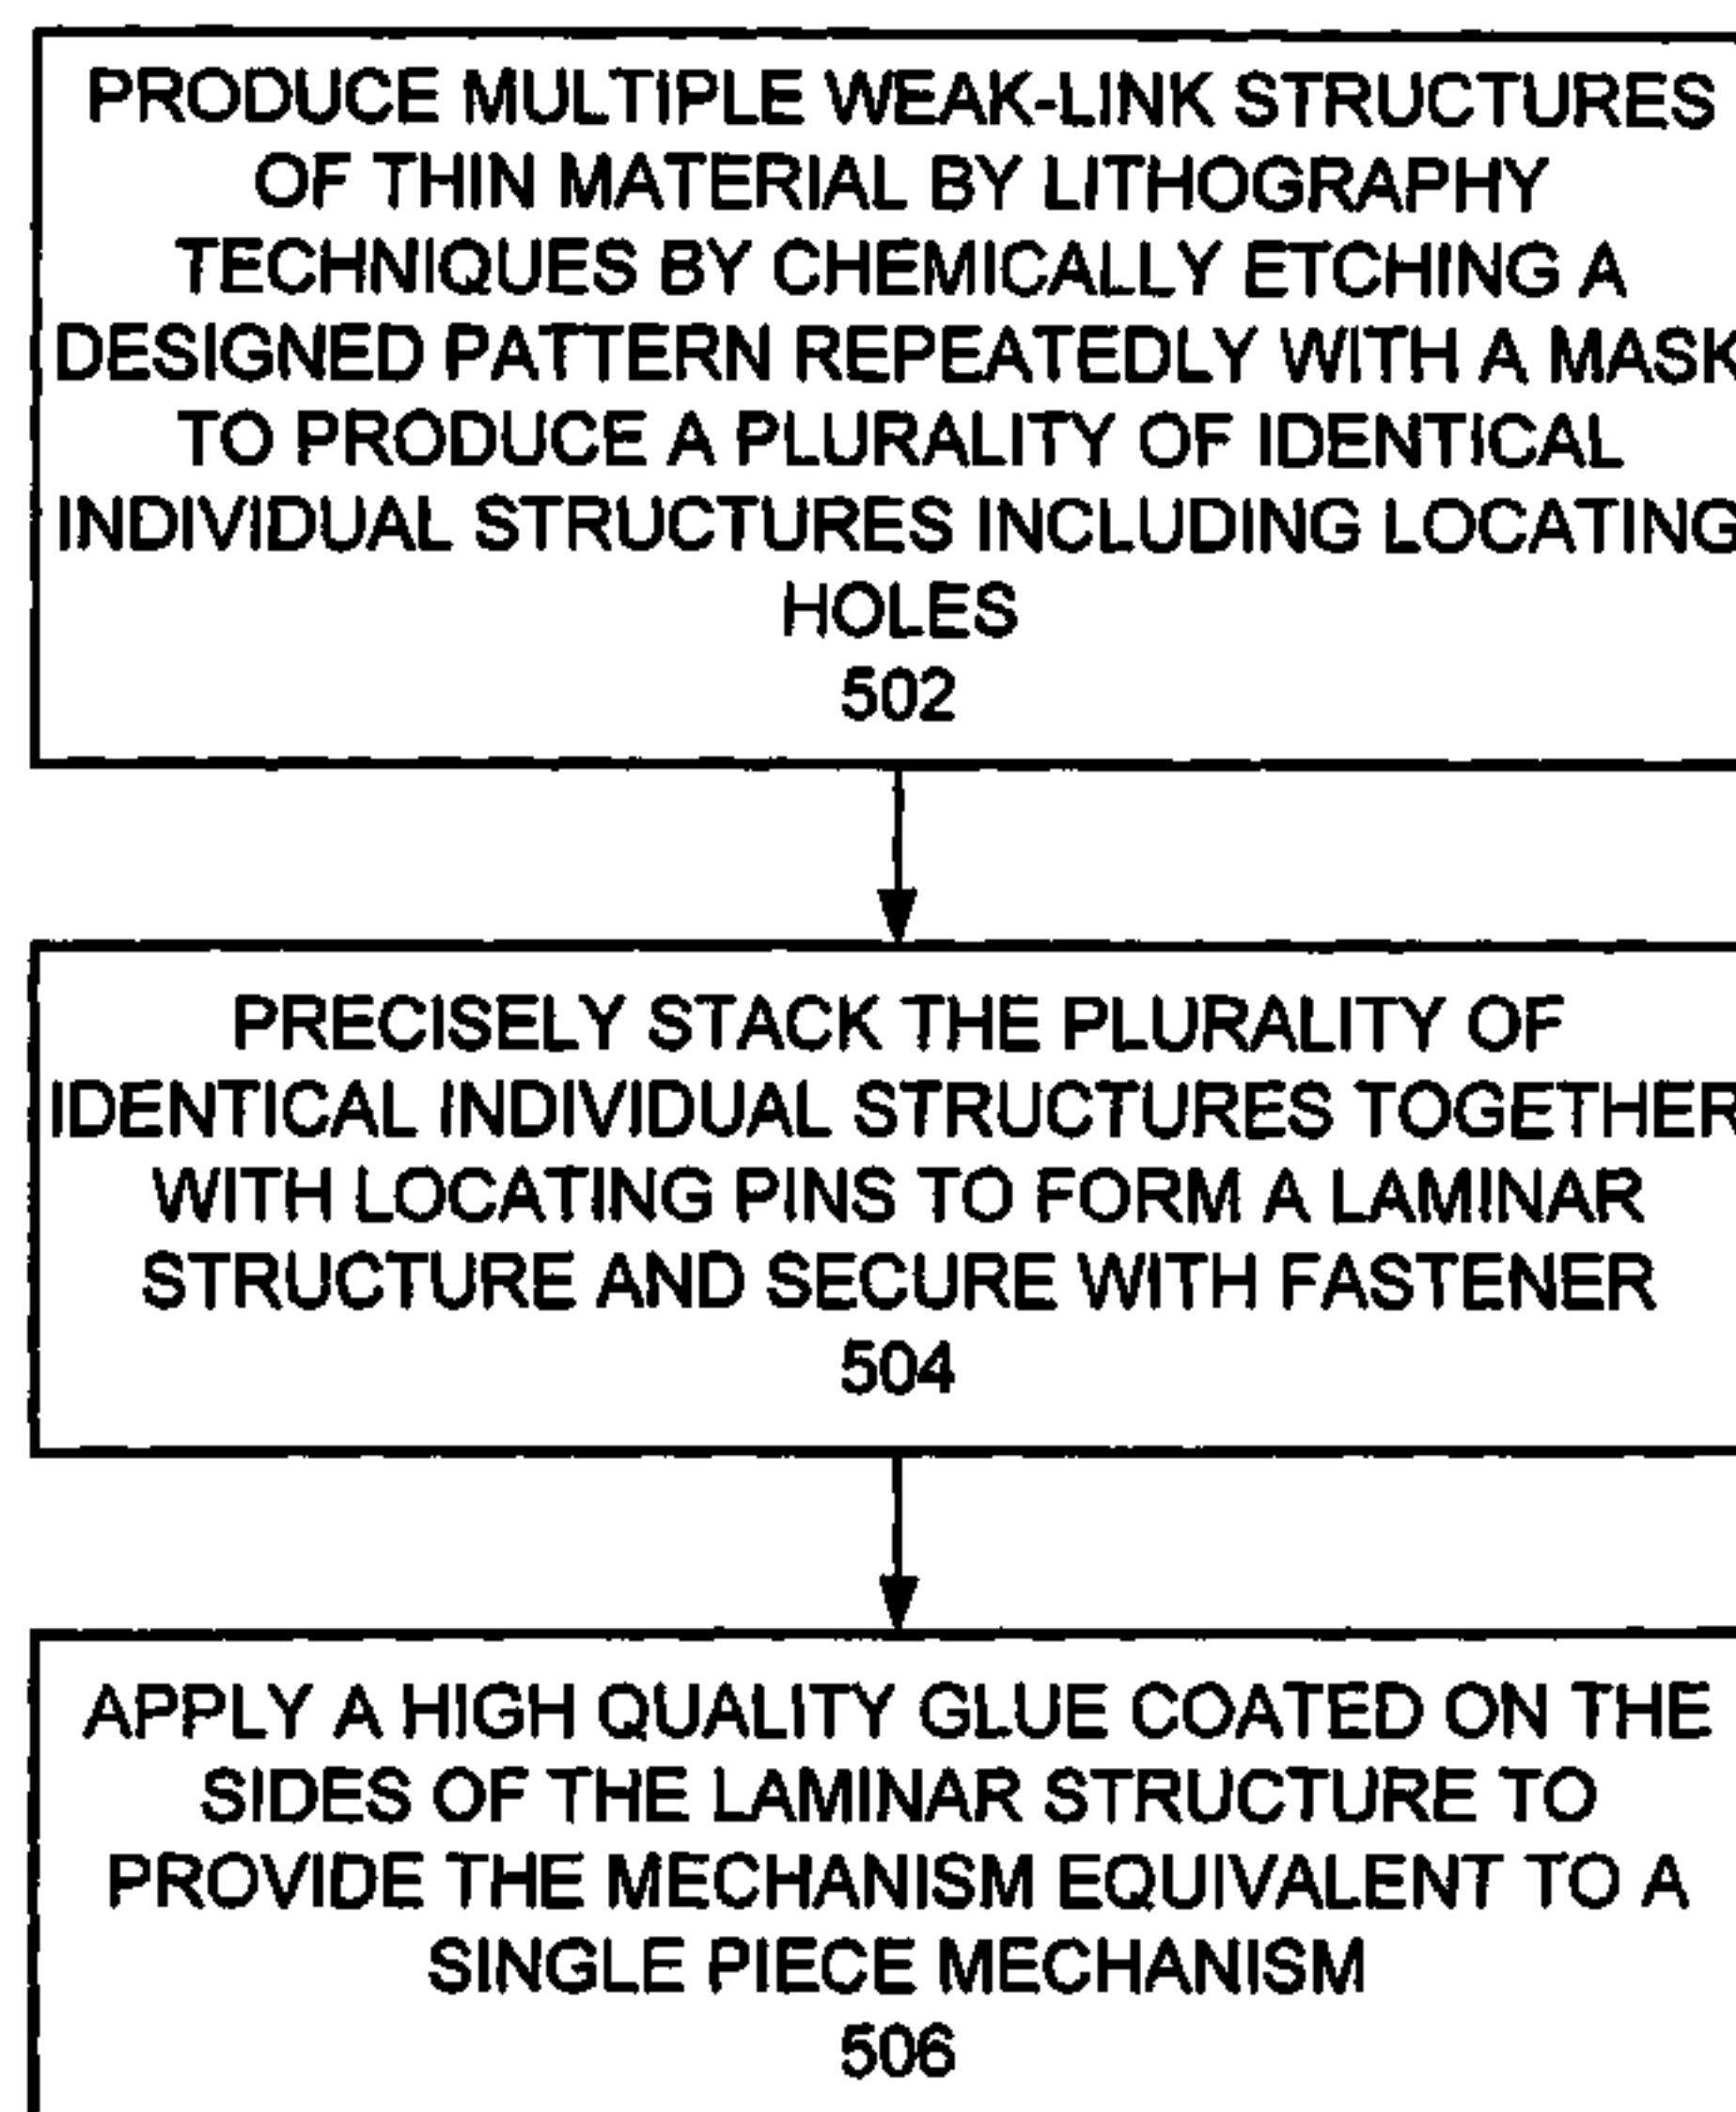 PRODUCE MULTIPLE WEAK-LINK STRUCTURES
OF THIN MATERIAL BY LITHOGRAPHY
TECHNIQUES BY CHEMICALLY ETCHING A
DESIGNED PATTERN REPEATEDLY WITH A MASK
TO PRODUCE A PLURALITY OF IDENTICAL
INDIVIDUAL STRUCTURES INCLUDING LOCATING
HOLES
502
PRECISELY STACK THE PLURALITY OF
IDENTICAL INDIVIDUAL STRUCTURES TOGETHER
WITH LOCATING PINS TO FORM A LAMINAR
STRUCTURE AND SECURE WITH FASTENER
504
APPLY A HIGH QUALITY GLUE COATED ON THE
SIDES OF THE LAMINAR STRUCTURE TO
PROVIDE THE MECHANISM EQUIVALENT TO A
SINGLE PIECE MECHANISM
506